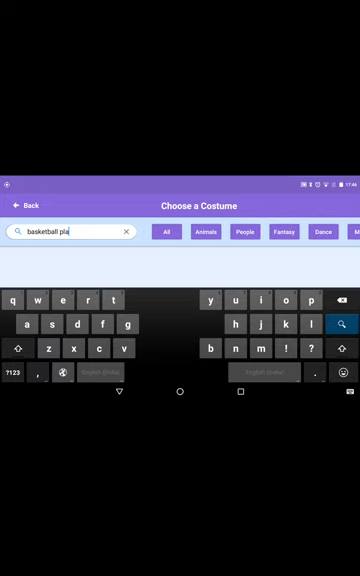 17:46
Back
Choose a Costume
basketball pla
All Animals People Fantasy Dance M
q w e r t y u i o p
a s d f g h j k l
z x c v b n m ! ?
?123 , English (India) English (India) .